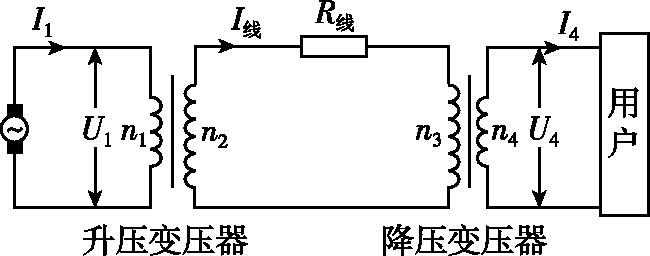 I₁ I线 R线 I₄
U₁ n₁ n₂ n₃ n₄ U₄ 用户
升压变压器 降压变压器